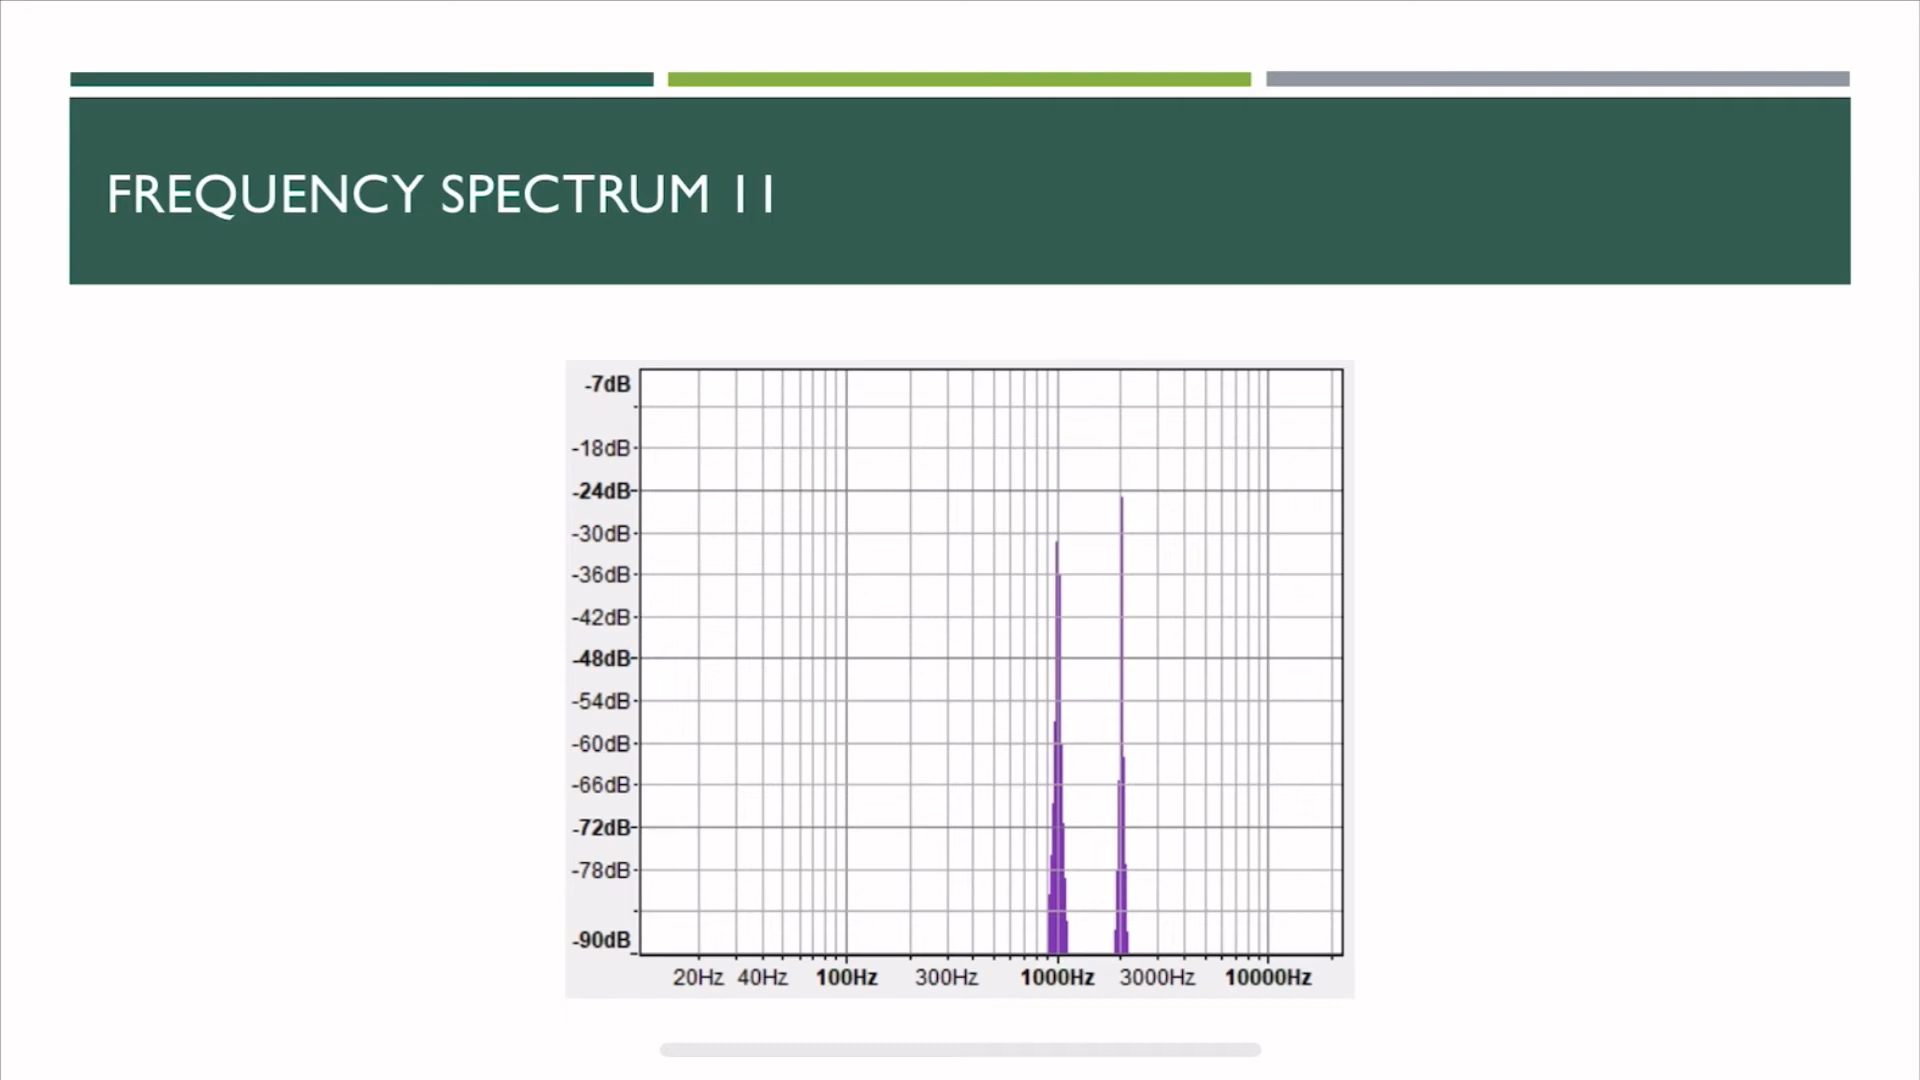 FREQUENCY SPECTRUM 11
-7dB
-18dB
-24dB
-30dB
-36dB
-42dB
-48dB
-54dB
-60dB
-66dB
-72dB
-78dB
-90dB
20Hz 40Hz 100Hz 300Hz 1000Hz 3000Hz 10000Hz